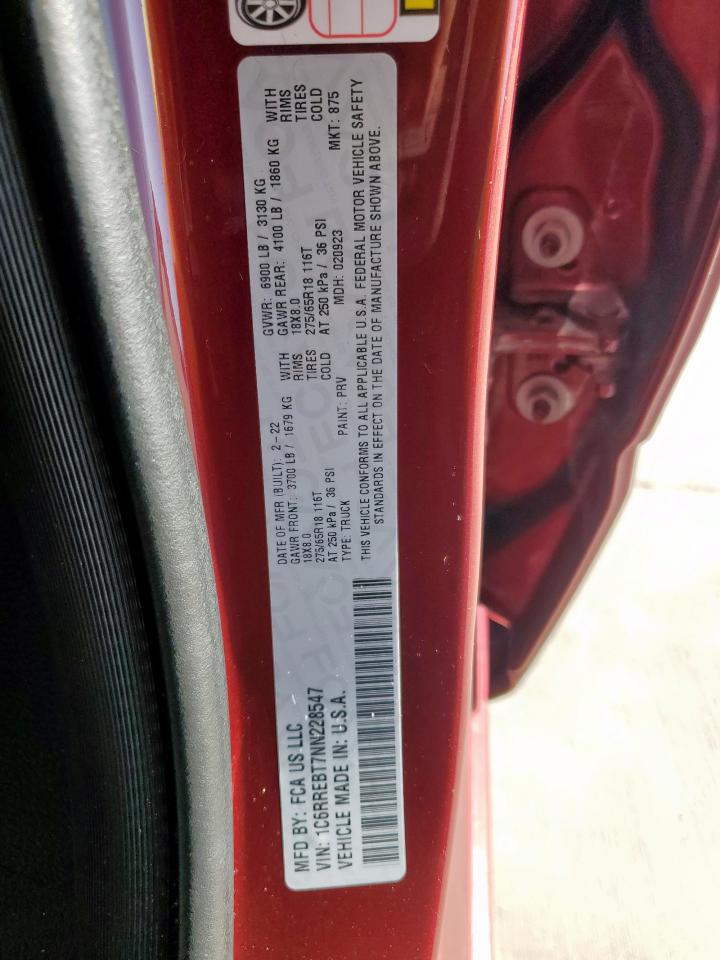 MFD BY: FCA US LLC
VIN: 1C6RREBT7NN228547
VEHICLE MADE IN: U.S.A.
DATE OF MFR (BUILT): 2-22
GAWR FRONT: 3700 LB / 1679 KG WITH
18X8.0 RIMS
275/65R18 116T TIRES
AT 250 kPa / 36 PSI COLD
TYPE: TRUCK PAINT: PRV
GVWR: 6900 LB / 3130 KG
GAWR REAR: 4100 LB / 1860 KG WITH
18X8.0 RIMS
275/65R18 116T TIRES
AT 250 kPa / 36 PSI COLD
MDH: 020923 MKT: 875
THIS VEHICLE CONFORMS TO ALL APPLICABLE U.S.A. FEDERAL MOTOR VEHICLE SAFETY
STANDARDS IN EFFECT ON THE DATE OF MANUFACTURE SHOWN ABOVE.